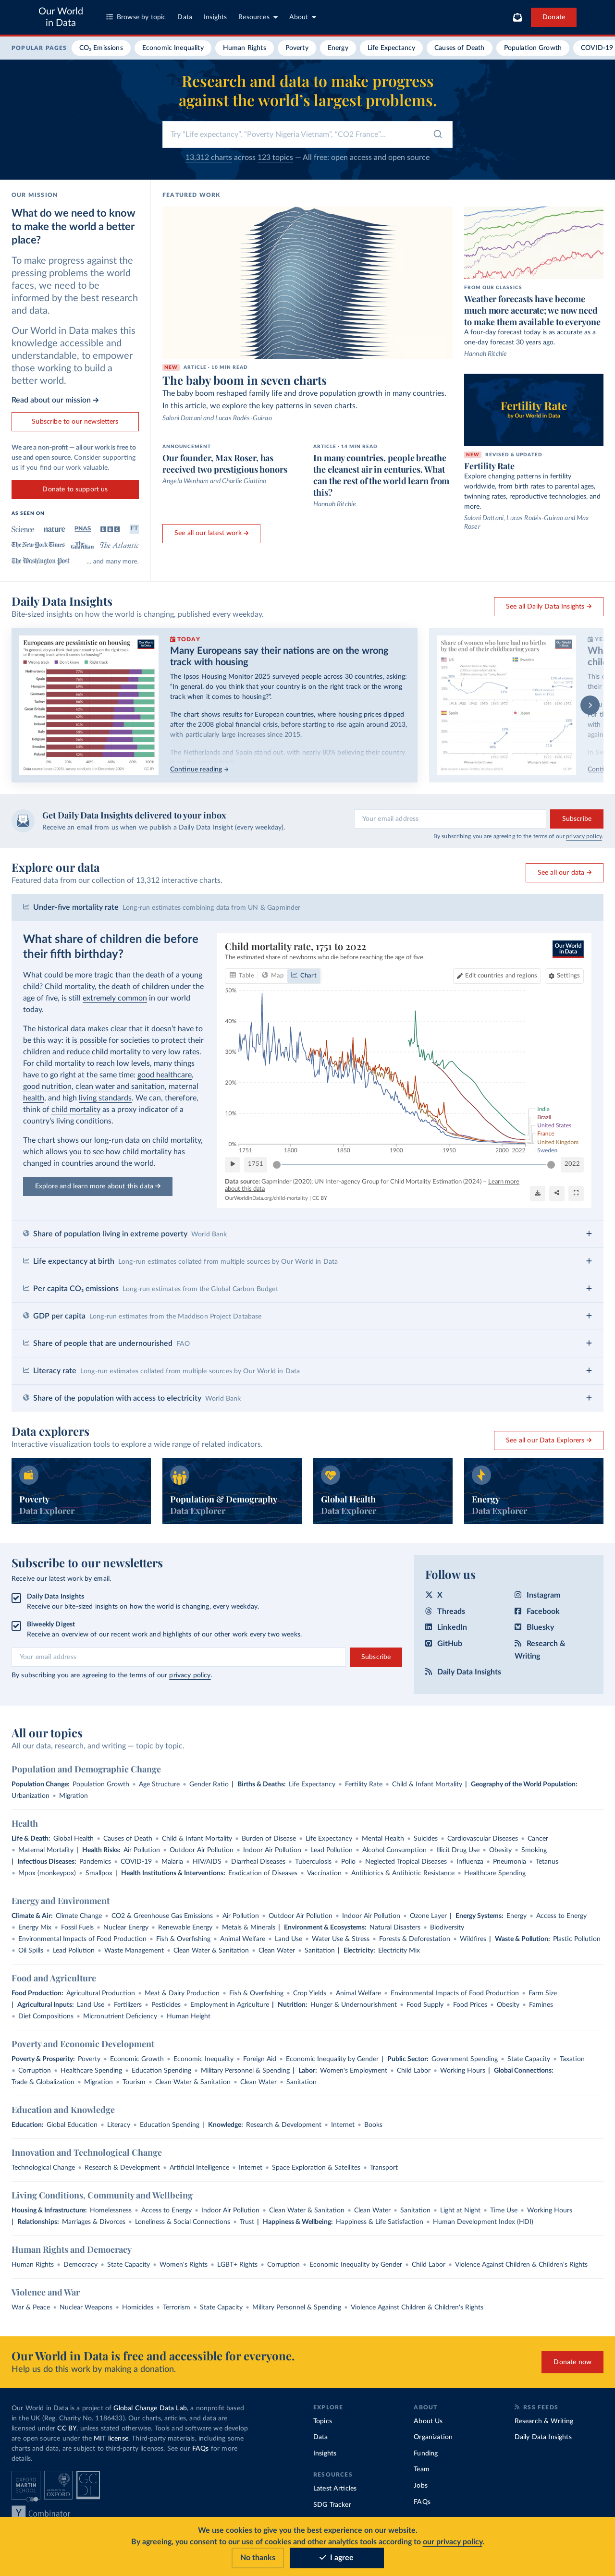 Our World
in Data
Browse by topic
Data
Insights
Resources
About
Donate
POPULAR PAGES
CO₂ Emissions
Economic Inequality
Human Rights
Poverty
Energy
Life Expectancy
Causes of Death
Population Growth
COVID-19
Research and data to make progress
against the world's largest problems.
Try "Life expectancy", "Poverty Nigeria Vietnam", "CO2 France"...
13,312 charts across 123 topics — All free: open access and open source
OUR MISSION
What do we need to know
to make the world a better
place?
To make progress against the
pressing problems the world
faces, we need to be
informed by the best research
and data.
Our World in Data makes this
knowledge accessible and
understandable, to empower
those working to build a
better world.
Read about our mission →
Subscribe to our newsletters
We are a non-profit — all our work is free to
use and open source. Consider supporting
us if you find our work valuable.
Donate to support us
AS SEEN ON
Science
nature
PNAS
BBC
FT
The New York Times
The Guardian
The Atlantic
The Washington Post
... and many more.
FEATURED WORK
NEW
ARTICLE · 10 MIN READ
The baby boom in seven charts
The baby boom reshaped family life and drove population growth in many countries.
In this article, we explore the key patterns in seven charts.
Saloni Dattani and Lucas Rodés-Guirao
ANNOUNCEMENT
Our founder, Max Roser, has
received two prestigious honors
Angela Wenham and Charlie Giattino
ARTICLE · 14 MIN READ
In many countries, people breathe
the cleanest air in centuries. What
can the rest of the world learn from
this?
Hannah Ritchie
See all our latest work →
FROM OUR CLASSICS
Weather forecasts have become
much more accurate; we now need
to make them available to everyone
A four-day forecast today is as accurate as a
one-day forecast 30 years ago.
Hannah Ritchie
Fertility Rate
by Our World in Data
NEW
REVISED & UPDATED
Fertility Rate
Explore changing patterns in fertility
worldwide, from birth rates to parental ages,
twinning rates, reproductive technologies, and
more.
Saloni Dattani, Lucas Rodés-Guirao and Max
Roser
Daily Data Insights
Bite-sized insights on how the world is changing, published every weekday.
See all Daily Data Insights →
Europeans are pessimistic on housing
TODAY
Many Europeans say their nations are on the wrong
track with housing
The Ipsos Housing Monitor 2025 surveyed people across 30 countries, asking:
"In general, do you think that your country is on the right track or the wrong
track when it comes to housing?".
The chart shows results for European countries, where housing prices dipped
after the 2008 global financial crisis, before starting to rise again around 2013,
with particularly large increases since 2015.
The Netherlands and Spain stand out, with nearly 80% believing their country
Continue reading →
Share of women who have had no births
by the end of their childbearing years
Get Daily Data Insights delivered to your inbox
Receive an email from us when we publish a Daily Data Insight (every weekday).
Your email address
Subscribe
By subscribing you are agreeing to the terms of our privacy policy.
Explore our data
Featured data from our collection of 13,312 interactive charts.
See all our data →
Under-five mortality rate Long-run estimates combining data from UN & Gapminder
What share of children die before
their fifth birthday?
What could be more tragic than the death of a young
child? Child mortality, the death of children under the
age of five, is still extremely common in our world
today.
The historical data makes clear that it doesn't have to
be this way: it is possible for societies to protect their
children and reduce child mortality to very low rates.
For child mortality to reach low levels, many things
have to go right at the same time: good healthcare,
good nutrition, clean water and sanitation, maternal
health, and high living standards. We can, therefore,
think of child mortality as a proxy indicator of a
country's living conditions.
The chart shows our long-run data on child mortality,
which allows you to see how child mortality has
changed in countries around the world.
Explore and learn more about this data →
Child mortality rate, 1751 to 2022
The estimated share of newborns who die before reaching the age of five.
Our World
in Data
Table
Map
Chart
Edit countries and regions
Settings
50%
40%
30%
20%
10%
0%
1751
1800
1850
1900
1950
2000
2022
India
Brazil
United States
France
United Kingdom
Sweden
1751
2022
Data source: Gapminder (2020); UN Inter-agency Group for Child Mortality Estimation (2024) – Learn more
about this data
OurWorldinData.org/child-mortality | CC BY
Share of population living in extreme poverty World Bank
Life expectancy at birth Long-run estimates collated from multiple sources by Our World in Data
Per capita CO₂ emissions Long-run estimates from the Global Carbon Budget
GDP per capita Long-run estimates from the Maddison Project Database
Share of people that are undernourished FAO
Literacy rate Long-run estimates collated from multiple sources by Our World in Data
Share of the population with access to electricity World Bank
Data explorers
Interactive visualization tools to explore a wide range of related indicators.
See all our Data Explorers →
Poverty
Data Explorer
Population & Demography
Data Explorer
Global Health
Data Explorer
Energy
Data Explorer
Subscribe to our newsletters
Receive our latest work by email.
Daily Data Insights
Receive our bite-sized insights on how the world is changing, every weekday.
Biweekly Digest
Receive an overview of our recent work and highlights of our other work every two weeks.
Your email address
Subscribe
By subscribing you are agreeing to the terms of our privacy policy.
Follow us
X
Instagram
Threads
Facebook
LinkedIn
Bluesky
GitHub
Research &
Writing
Daily Data Insights
All our topics
All our data, research, and writing — topic by topic.
Population and Demographic Change
Population Change: Population Growth • Age Structure • Gender Ratio | Births & Deaths: Life Expectancy • Fertility Rate • Child & Infant Mortality | Geography of the World Population:
Urbanization • Migration
Health
Life & Death: Global Health • Causes of Death • Child & Infant Mortality • Burden of Disease • Life Expectancy • Mental Health • Suicides • Cardiovascular Diseases • Cancer
• Maternal Mortality | Health Risks: Air Pollution • Outdoor Air Pollution • Indoor Air Pollution • Lead Pollution • Alcohol Consumption • Illicit Drug Use • Obesity • Smoking
| Infectious Diseases: Pandemics • COVID-19 • Malaria • HIV/AIDS • Diarrheal Diseases • Tuberculosis • Polio • Neglected Tropical Diseases • Influenza • Pneumonia • Tetanus
• Mpox (monkeypox) • Smallpox | Health Institutions & Interventions: Eradication of Diseases • Vaccination • Antibiotics & Antibiotic Resistance • Healthcare Spending
Energy and Environment
Climate & Air: Climate Change • CO2 & Greenhouse Gas Emissions • Air Pollution • Outdoor Air Pollution • Indoor Air Pollution • Ozone Layer | Energy Systems: Energy • Access to Energy
• Energy Mix • Fossil Fuels • Nuclear Energy • Renewable Energy • Metals & Minerals | Environment & Ecosystems: Natural Disasters • Biodiversity
• Environmental Impacts of Food Production • Fish & Overfishing • Animal Welfare • Land Use • Water Use & Stress • Forests & Deforestation • Wildfires | Waste & Pollution: Plastic Pollution
• Oil Spills • Lead Pollution • Waste Management • Clean Water & Sanitation • Clean Water • Sanitation | Electricity: Electricity Mix
Food and Agriculture
Food Production: Agricultural Production • Meat & Dairy Production • Fish & Overfishing • Crop Yields • Animal Welfare • Environmental Impacts of Food Production • Farm Size
| Agricultural Inputs: Land Use • Fertilizers • Pesticides • Employment in Agriculture | Nutrition: Hunger & Undernourishment • Food Supply • Food Prices • Obesity • Famines
• Diet Compositions • Micronutrient Deficiency • Human Height
Poverty and Economic Development
Poverty & Prosperity: Poverty • Economic Growth • Economic Inequality • Foreign Aid • Economic Inequality by Gender | Public Sector: Government Spending • State Capacity • Taxation
• Corruption • Healthcare Spending • Education Spending • Military Personnel & Spending | Labor: Women's Employment • Child Labor • Working Hours | Global Connections:
Trade & Globalization • Migration • Tourism • Clean Water & Sanitation • Clean Water • Sanitation
Education and Knowledge
Education: Global Education • Literacy • Education Spending | Knowledge: Research & Development • Internet • Books
Innovation and Technological Change
Technological Change • Research & Development • Artificial Intelligence • Internet • Space Exploration & Satellites • Transport
Living Conditions, Community and Wellbeing
Housing & Infrastructure: Homelessness • Access to Energy • Indoor Air Pollution • Clean Water & Sanitation • Clean Water • Sanitation • Light at Night • Time Use • Working Hours
| Relationships: Marriages & Divorces • Loneliness & Social Connections • Trust | Happiness & Wellbeing: Happiness & Life Satisfaction • Human Development Index (HDI)
Human Rights and Democracy
Human Rights • Democracy • State Capacity • Women's Rights • LGBT+ Rights • Corruption • Economic Inequality by Gender • Child Labor • Violence Against Children & Children's Rights
Violence and War
War & Peace • Nuclear Weapons • Homicides • Terrorism • State Capacity • Military Personnel & Spending • Violence Against Children & Children's Rights
Our World in Data is free and accessible for everyone.
Help us do this work by making a donation.
Donate now
Our World in Data is a project of Global Change Data Lab, a nonprofit based
in the UK (Reg. Charity No. 1186433). Our charts, articles, and data are
licensed under CC BY, unless stated otherwise. Tools and software we develop
are open source under the MIT license. Third-party materials, including some
charts and data, are subject to third-party licenses. See our FAQs for more
details.
OXFORD
MARTIN
SCHOOL
UNIVERSITY OF
OXFORD
GC
DL
Y Combinator
EXPLORE
Topics
Data
Insights
RESOURCES
Latest Articles
SDG Tracker
ABOUT
About Us
Organization
Funding
Team
Jobs
FAQs
RSS FEEDS
Research & Writing
Daily Data Insights
We use cookies to give you the best experience on our website.
By agreeing, you consent to our use of cookies and other analytics tools according to our privacy policy.
No thanks
I agree